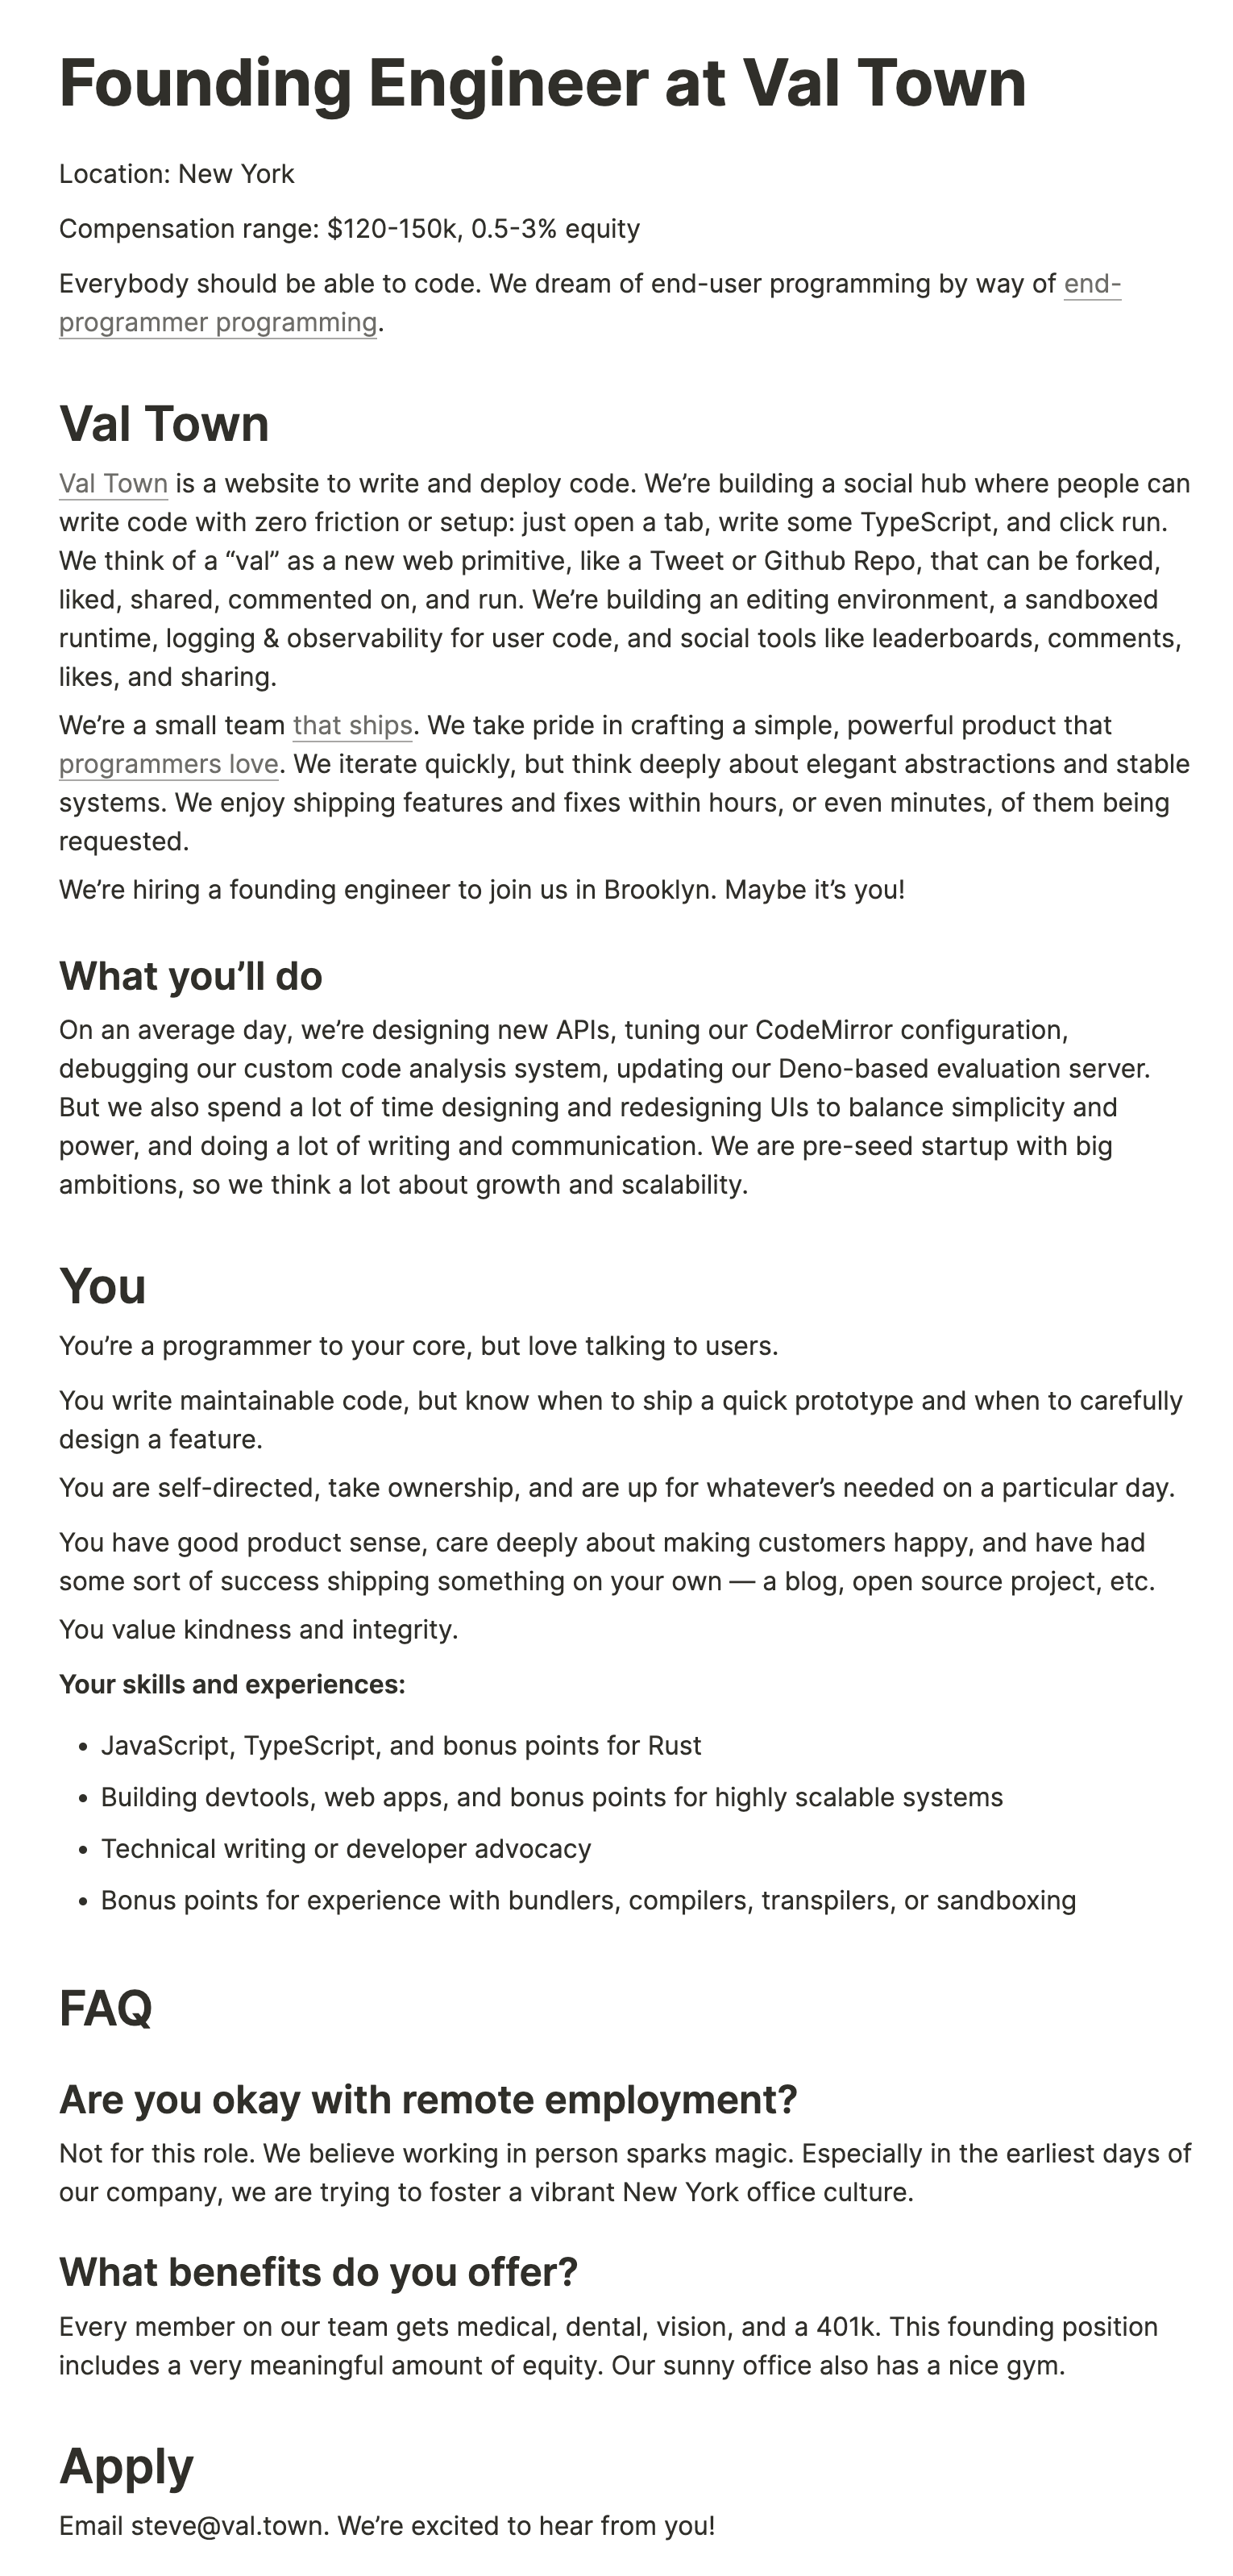 Founding Engineer at Val Town
Location: New York
Compensation range: $120-150k, 0.5-3% equity
Everybody should be able to code. We dream of end-user programming by way of end-
programmer programming.
Val Town
Val Town is a website to write and deploy code. We’re building a social hub where people can
write code with zero friction or setup: just open a tab, write some TypeScript, and click run.
We think of a “val” as a new web primitive, like a Tweet or Github Repo, that can be forked,
liked, shared, commented on, and run. We’re building an editing environment, a sandboxed
runtime, logging & observability for user code, and social tools like leaderboards, comments,
likes, and sharing.
We’re a small team that ships. We take pride in crafting a simple, powerful product that
programmers love. We iterate quickly, but think deeply about elegant abstractions and stable
systems. We enjoy shipping features and fixes within hours, or even minutes, of them being
requested.
We’re hiring a founding engineer to join us in Brooklyn. Maybe it’s you!
What you’ll do
On an average day, we’re designing new APIs, tuning our CodeMirror configuration,
debugging our custom code analysis system, updating our Deno-based evaluation server.
But we also spend a lot of time designing and redesigning UIs to balance simplicity and
power, and doing a lot of writing and communication. We are pre-seed startup with big
ambitions, so we think a lot about growth and scalability.
You
You’re a programmer to your core, but love talking to users.
You write maintainable code, but know when to ship a quick prototype and when to carefully
design a feature.
You are self-directed, take ownership, and are up for whatever’s needed on a particular day.
You have good product sense, care deeply about making customers happy, and have had
some sort of success shipping something on your own — a blog, open source project, etc.
You value kindness and integrity.
Your skills and experiences:
• JavaScript, TypeScript, and bonus points for Rust
• Building devtools, web apps, and bonus points for highly scalable systems
• Technical writing or developer advocacy
• Bonus points for experience with bundlers, compilers, transpilers, or sandboxing
FAQ
Are you okay with remote employment?
Not for this role. We believe working in person sparks magic. Especially in the earliest days of
our company, we are trying to foster a vibrant New York office culture.
What benefits do you offer?
Every member on our team gets medical, dental, vision, and a 401k. This founding position
includes a very meaningful amount of equity. Our sunny office also has a nice gym.
Apply
Email steve@val.town. We’re excited to hear from you!